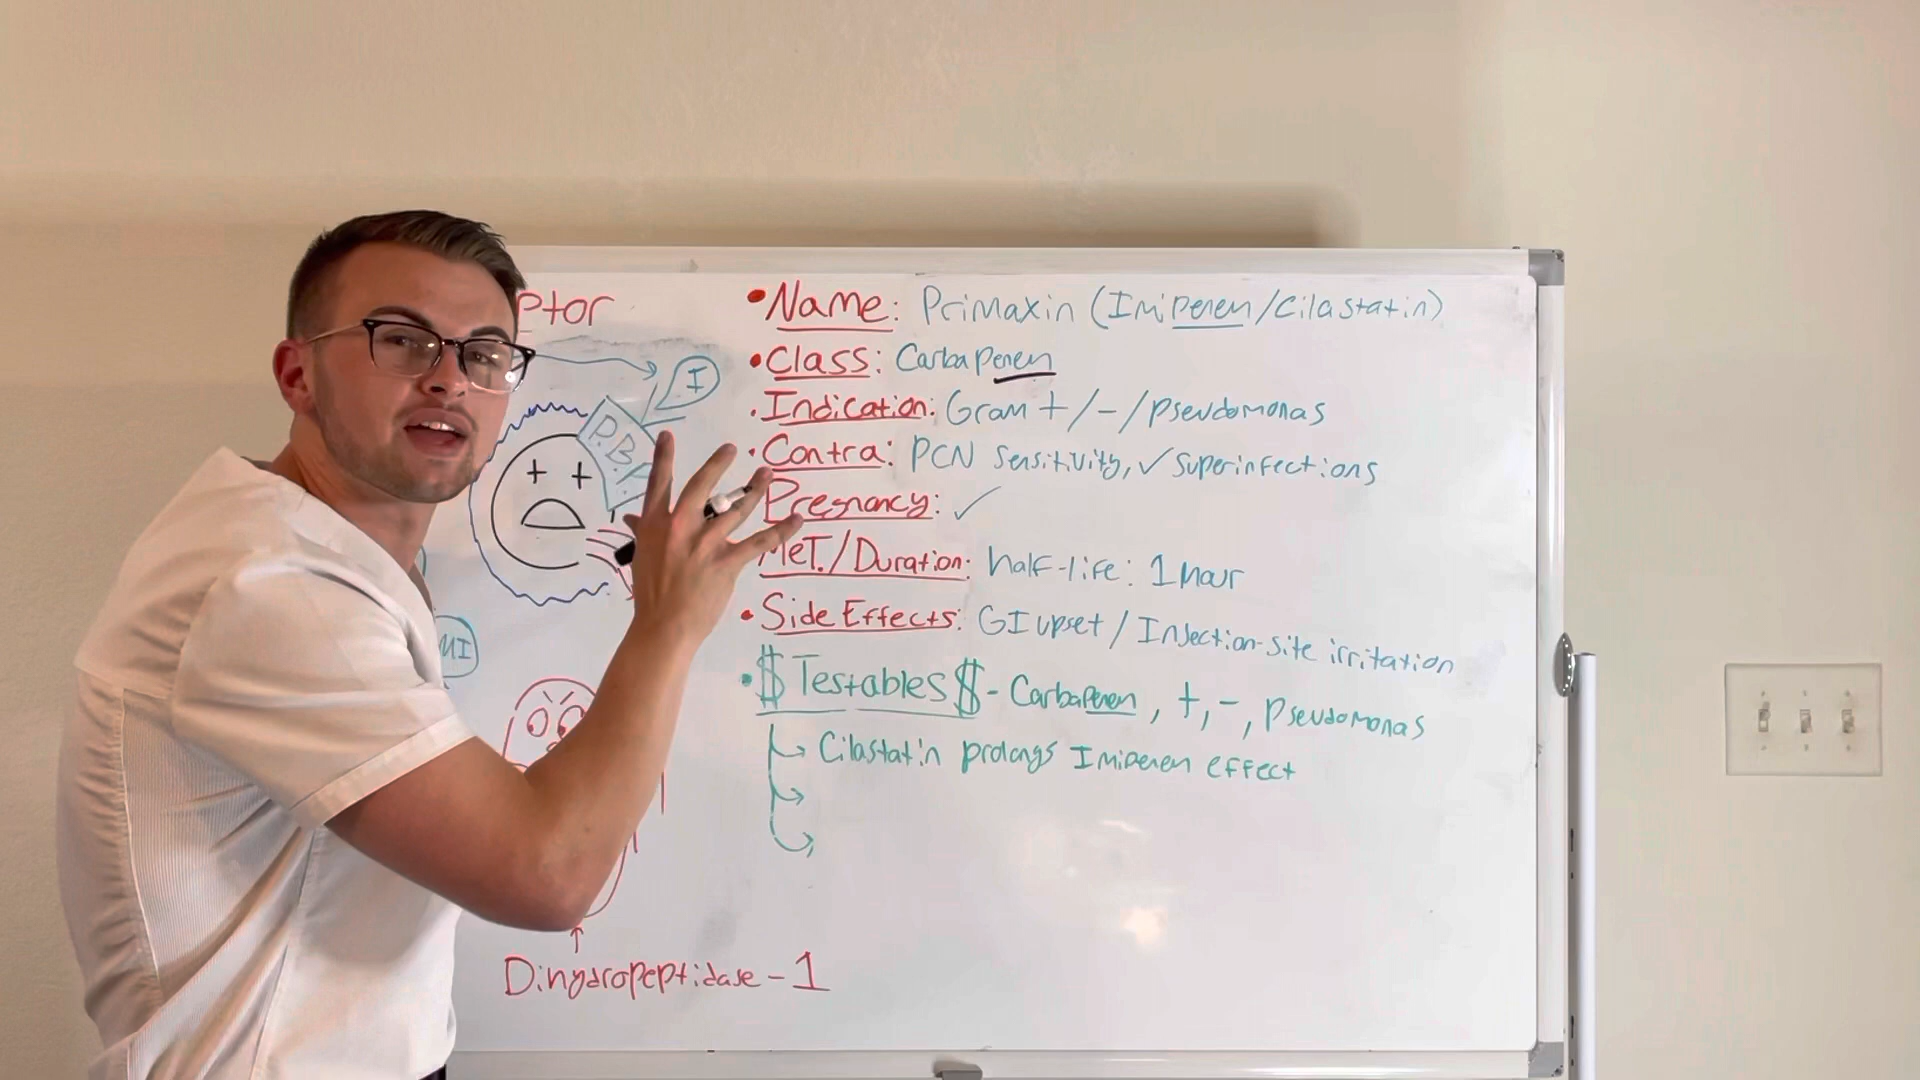 ptor
I
P.B.
MI
Dihydropeptidase-1
• Name: Primaxin (Imipenem/Cilastatin)
• Class: Carbapenem
• Indication: Gram +/-/pseudomonas
• Contra: PCN sensitivity, ✓ superinfections
Pregnancy: ✓
Met./Duration: half-life: 1 hour
• Side Effects: GI upset / Injection-site irritation
• $ Testables $ - Carbapenem, +, -, pseudomonas
↳ Cilastatin prolongs Imipenem effect